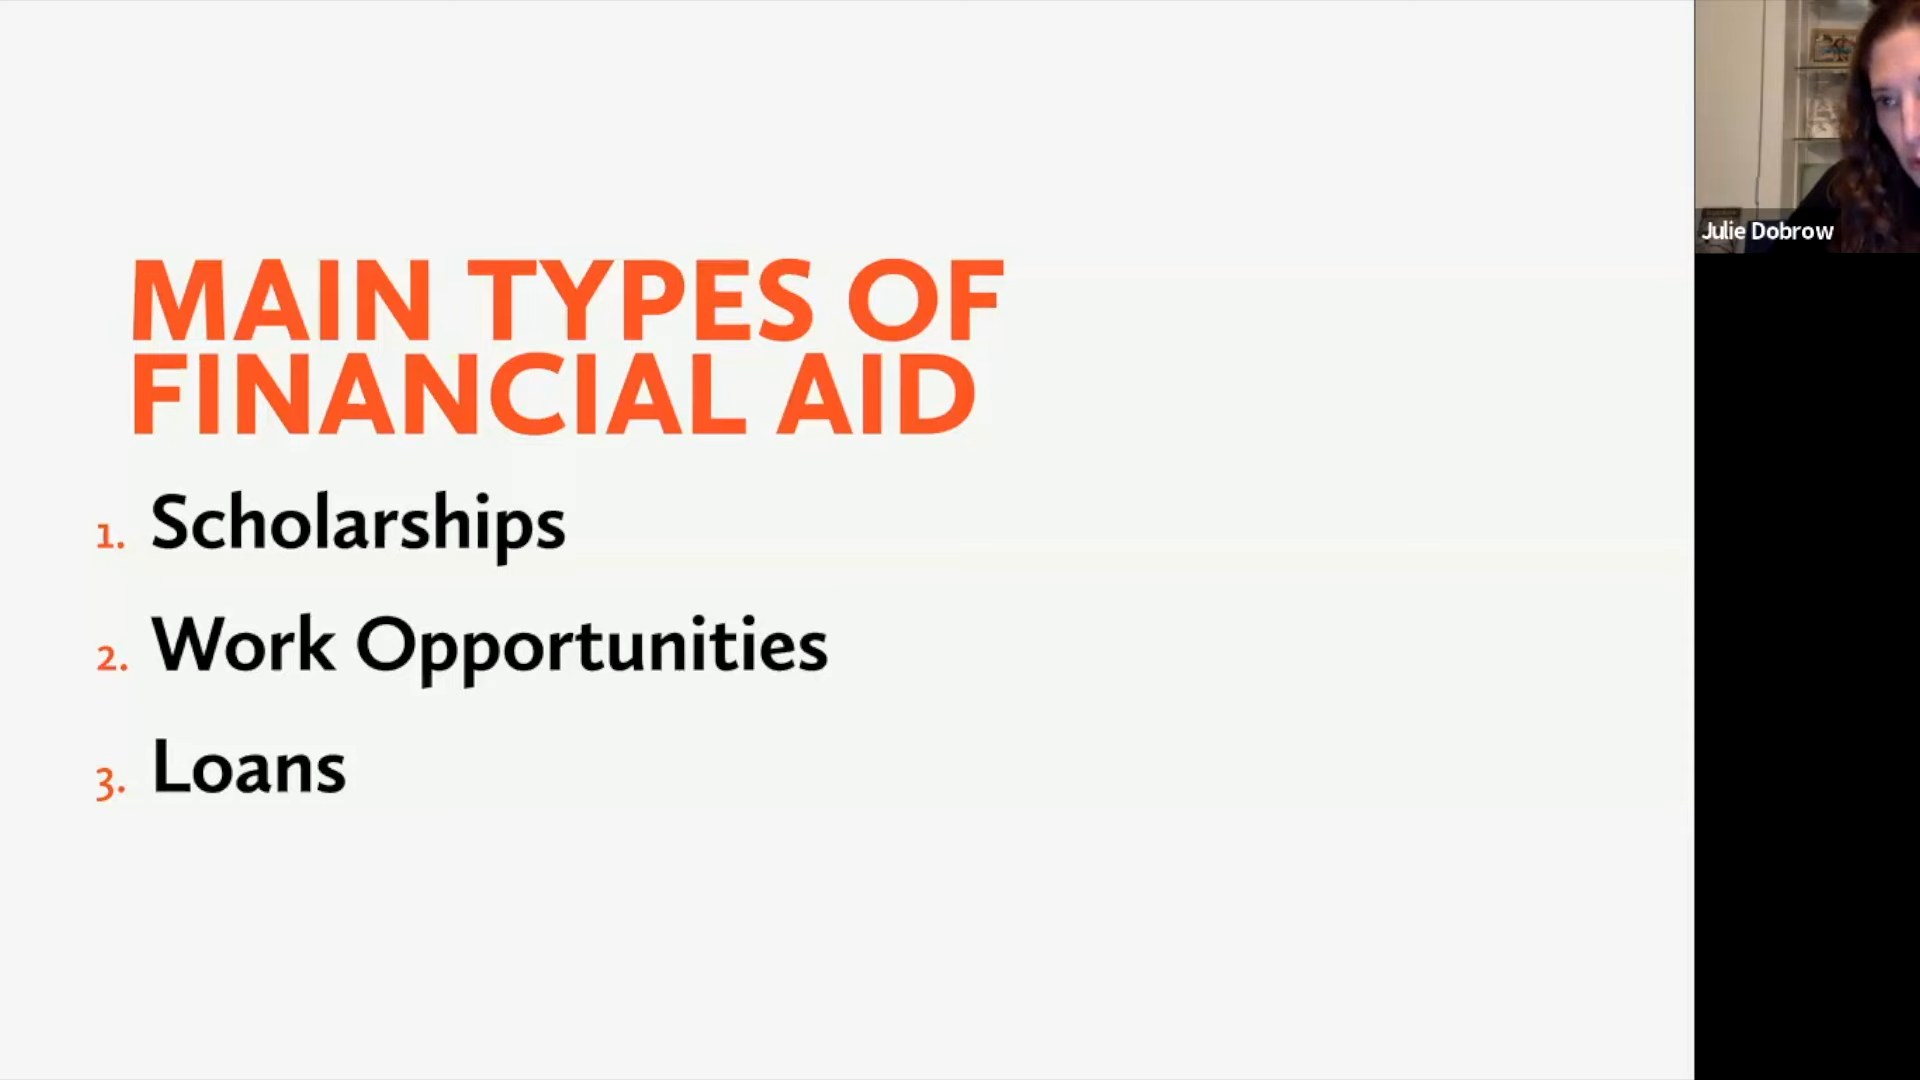 MAIN TYPES OF
FINANCIAL AID
1. Scholarships
2. Work Opportunities
3. Loans
Julie Dobrow